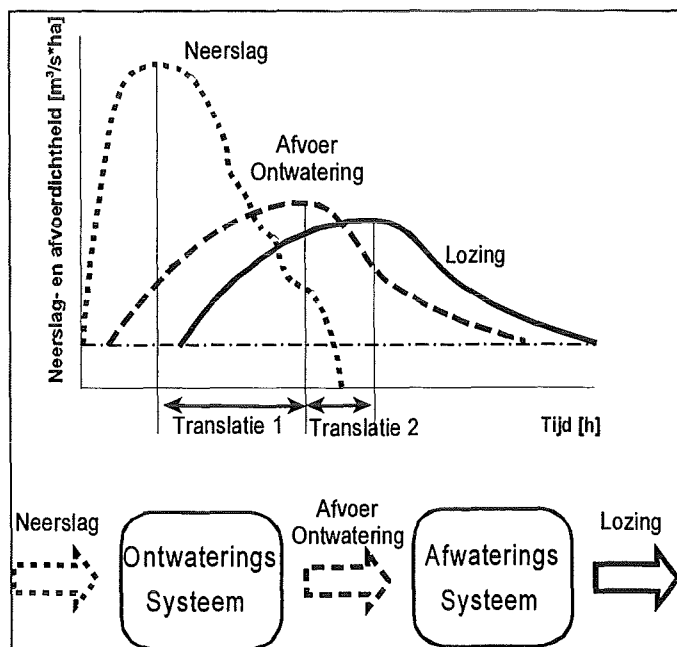 Neerslag- en afvoerdichtheid [m³/s*ha]
Neerslag
Afvoer
Ontwatering
Lozing
Translatie 1
Translatie 2
Tijd [h]
Neerslag
Ontwaterings
Systeem
Afvoer
Ontwatering
Afwaterings
Systeem
Lozing